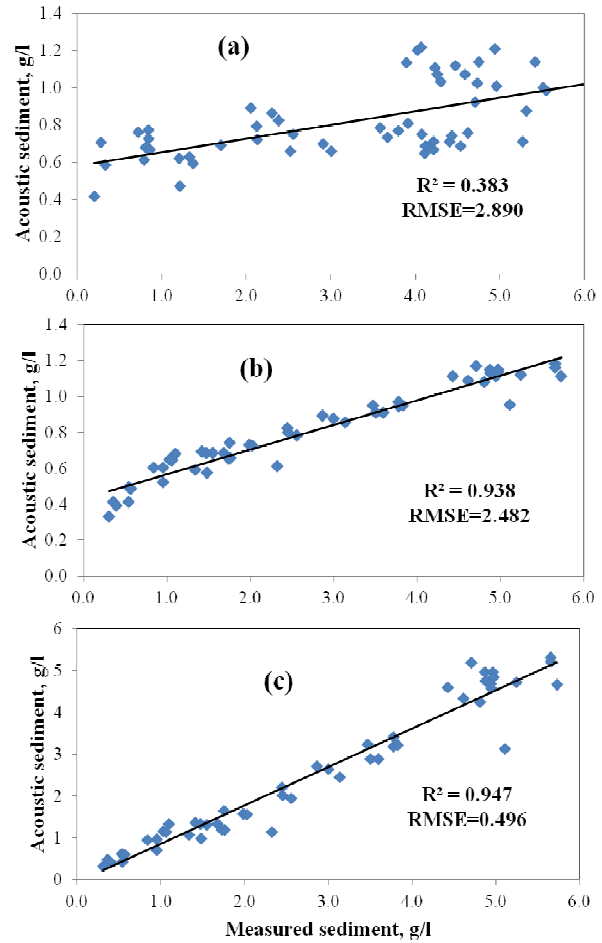 1.4
(a)
1.2
1.0
0.8
0.6
0.4
0.2
0.0
Acoustic sediment, g/l
R² = 0.383
RMSE=2.890
0.0 1.0 2.0 3.0 4.0 5.0 6.0
1.4
(b)
1.2
1.0
0.8
0.6
0.4
0.2
0.0
Acoustic sediment, g/l
R² = 0.938
RMSE=2.482
0.0 1.0 2.0 3.0 4.0 5.0 6.0
6
(c)
5
4
3
2
1
0
Acoustic sediment, g/l
R² = 0.947
RMSE=0.496
0.0 1.0 2.0 3.0 4.0 5.0 6.0
Measured sediment, g/l